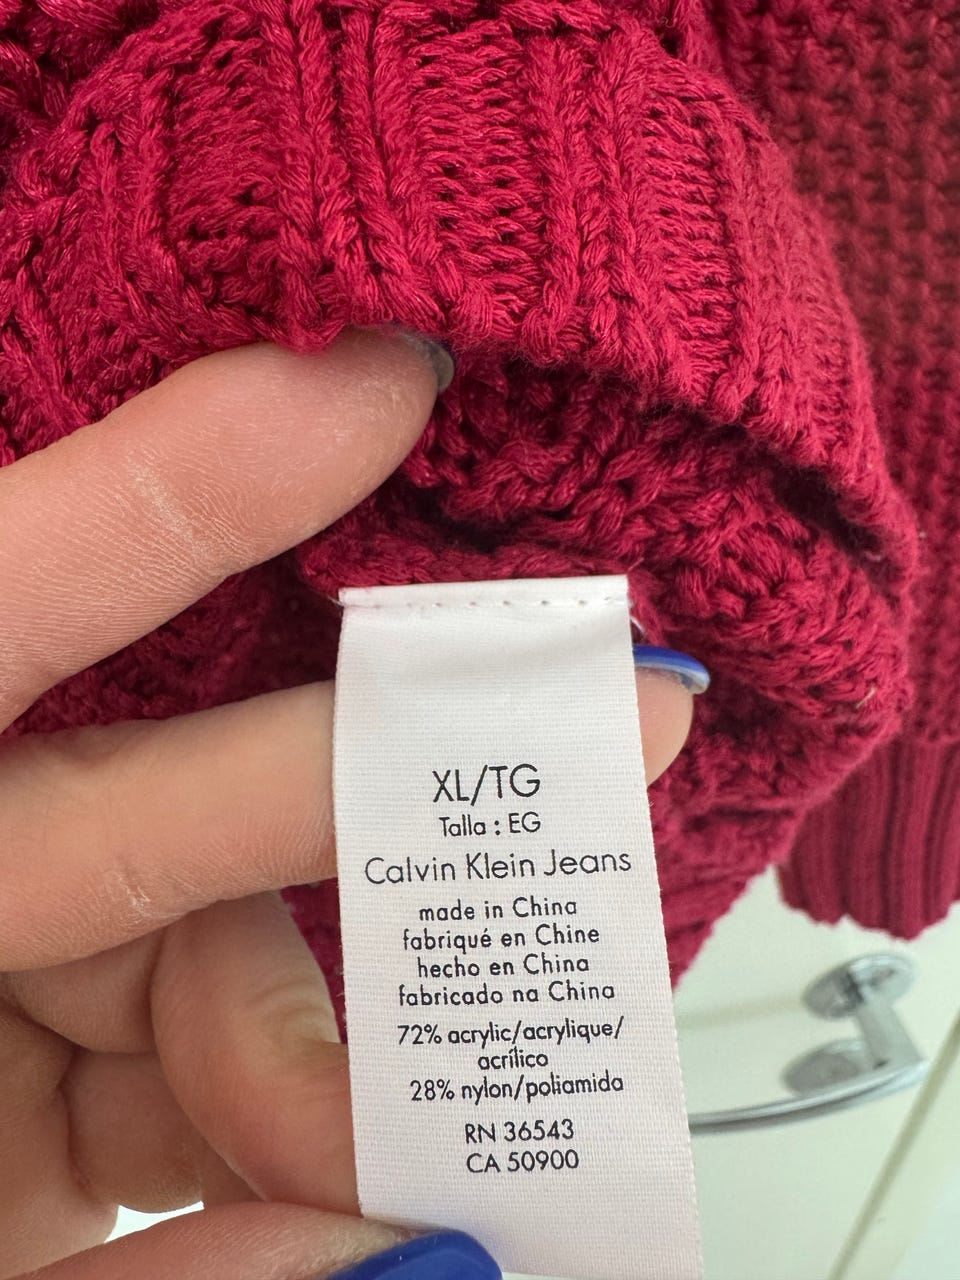 XL/TG
Talla : EG
Calvin Klein Jeans
made in China
fabriqué en Chine
hecho en China
fabricado na China
72% acrylic/acrylique/
acrílico
28% nylon/poliamida
RN 36543
CA 50900